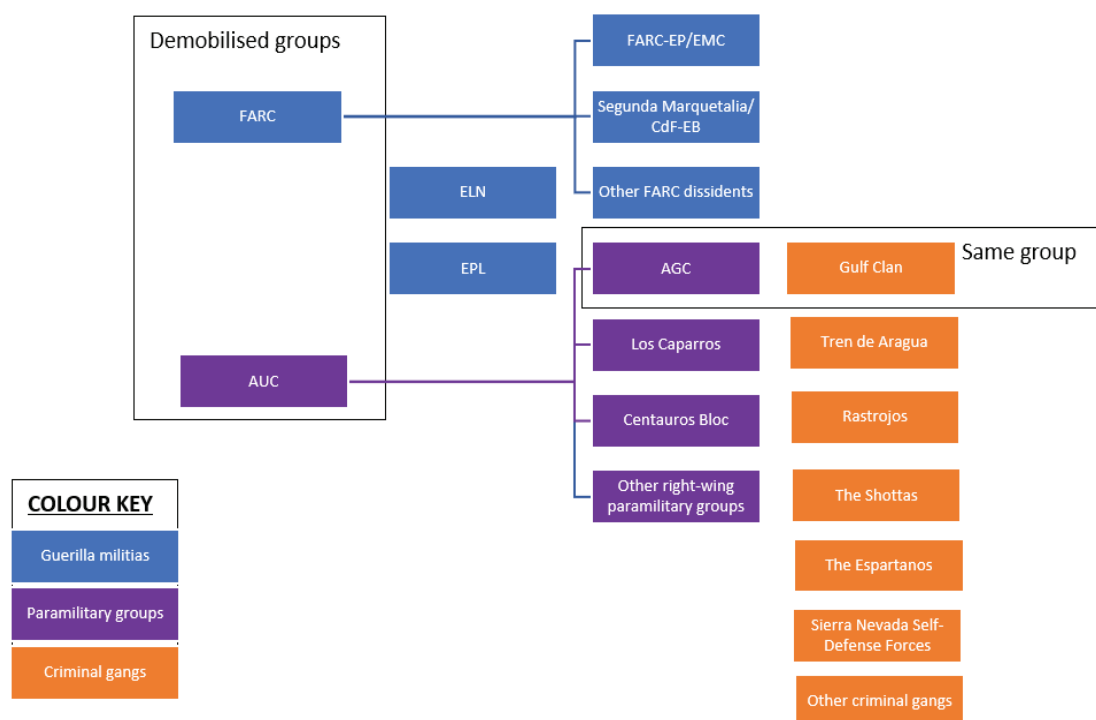 Demobilised groups
FARC
FARC-EP/EMC
Segunda Marquetalia/
CdF-EB
ELN
Other FARC dissidents
EPL
AGC
Gulf Clan
Same group
Los Caparros
Tren de Aragua
AUC
Centauros Bloc
Rastrojos
Other right-wing
paramilitary groups
The Shottas
The Espartanos
Sierra Nevada Self-
Defense Forces
Other criminal gangs
COLOUR KEY
Guerilla militias
Paramilitary groups
Criminal gangs